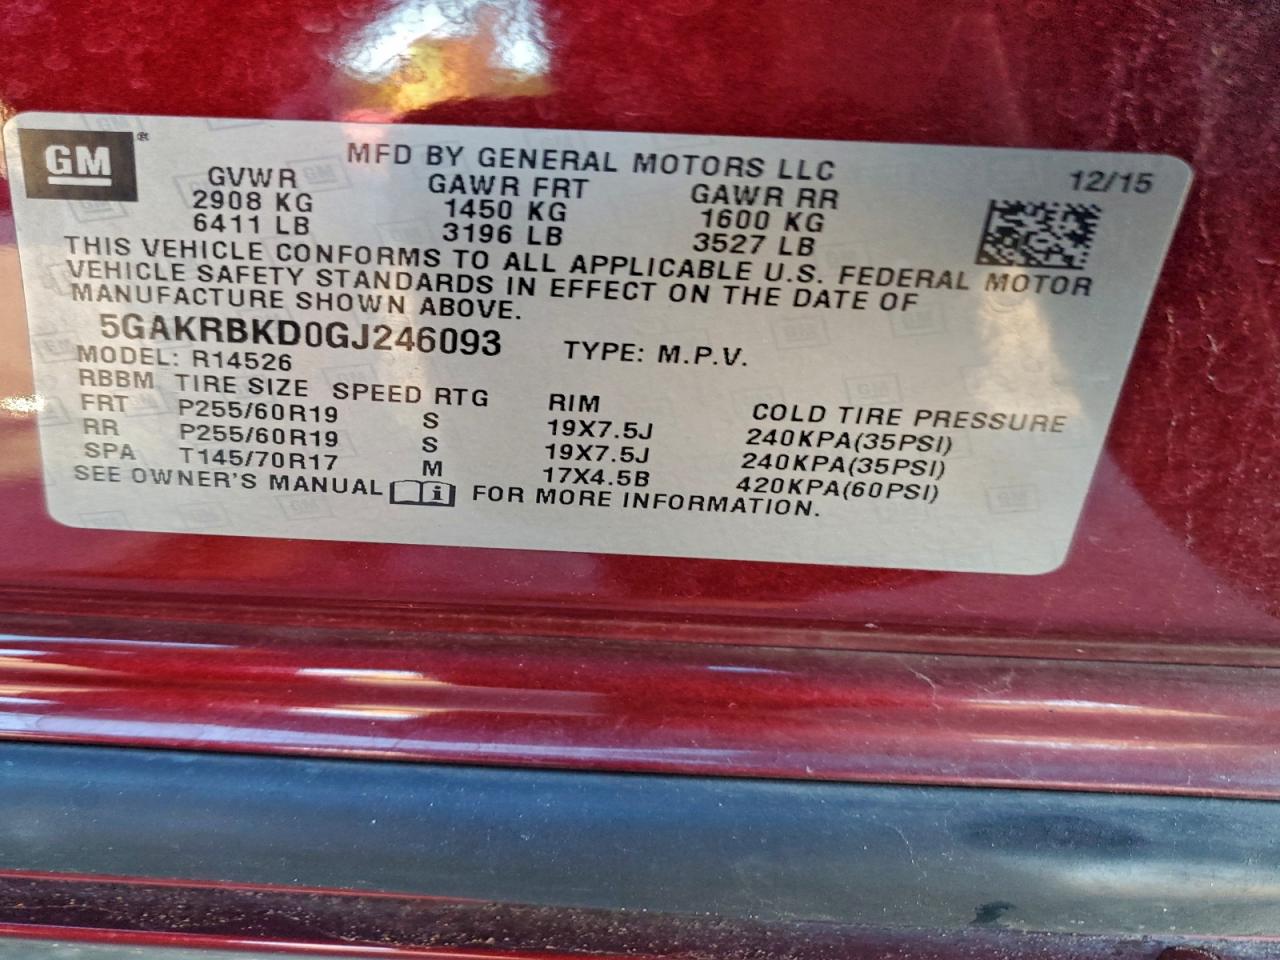 GM®
MFD BY GENERAL MOTORS LLC
12/15
GVWR GAWR FRT GAWR RR
2908 KG 1450 KG 1600 KG
6411 LB 3196 LB 3527 LB
THIS VEHICLE CONFORMS TO ALL APPLICABLE U.S. FEDERAL MOTOR
VEHICLE SAFETY STANDARDS IN EFFECT ON THE DATE OF
MANUFACTURE SHOWN ABOVE.
5GAKRBKD0GJ246093 TYPE: M.P.V.
MODEL: R14526
RBBM TIRE SIZE SPEED RTG RIM COLD TIRE PRESSURE
FRT P255/60R19 S 19X7.5J 240KPA(35PSI)
RR P255/60R19 S 19X7.5J 240KPA(35PSI)
SPA T145/70R17 M 17X4.5B 420KPA(60PSI)
SEE OWNER'S MANUAL i FOR MORE INFORMATION.